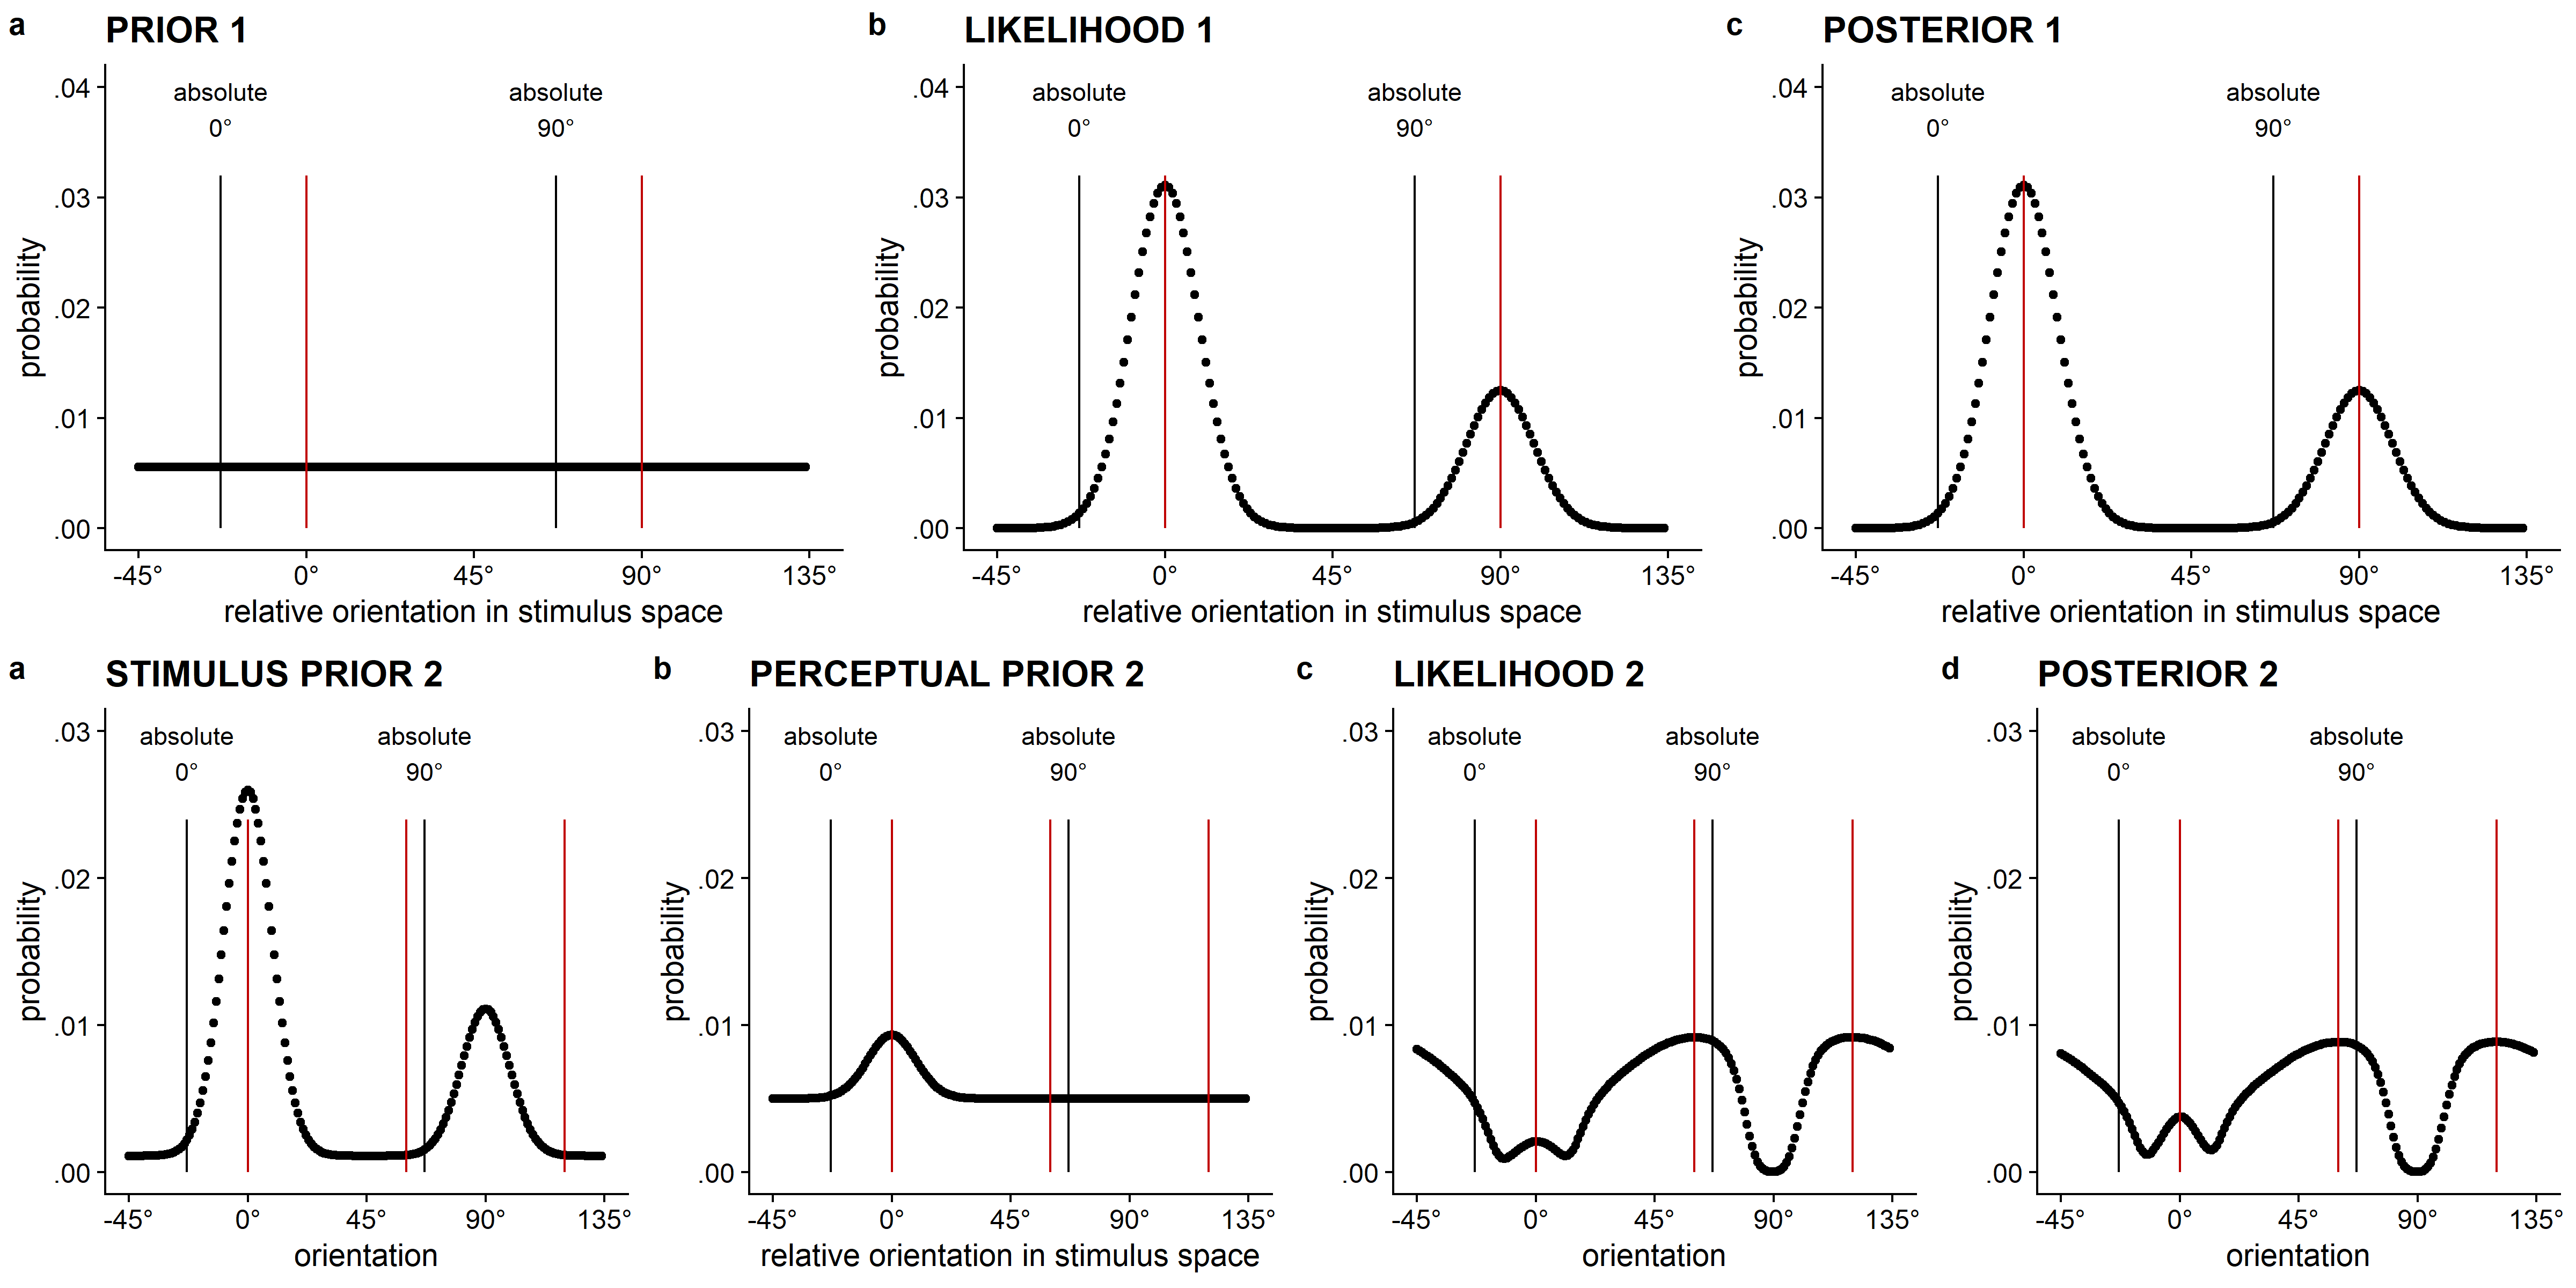 a PRIOR 1
.04
.03
.02
.01
.00
absolute 0°
absolute 90°
probability
-45° 0° 45° 90° 135°
relative orientation in stimulus space
b LIKELIHOOD 1
.04
.03
.02
.01
.00
absolute 0°
absolute 90°
probability
-45° 0° 45° 90° 135°
relative orientation in stimulus space
c POSTERIOR 1
.04
.03
.02
.01
.00
absolute 0°
absolute 90°
probability
-45° 0° 45° 90° 135°
relative orientation in stimulus space
a STIMULUS PRIOR 2
.03
.02
.01
.00
absolute 0°
absolute 90°
probability
-45° 0° 45° 90° 135°
orientation
b PERCEPTUAL PRIOR 2
.03
.02
.01
.00
absolute 0°
absolute 90°
probability
-45° 0° 45° 90° 135°
relative orientation in stimulus space
c LIKELIHOOD 2
.03
.02
.01
.00
absolute 0°
absolute 90°
probability
-45° 0° 45° 90° 135°
orientation
d POSTERIOR 2
.03
.02
.01
.00
absolute 0°
absolute 90°
probability
-45° 0° 45° 90° 135°
orientation